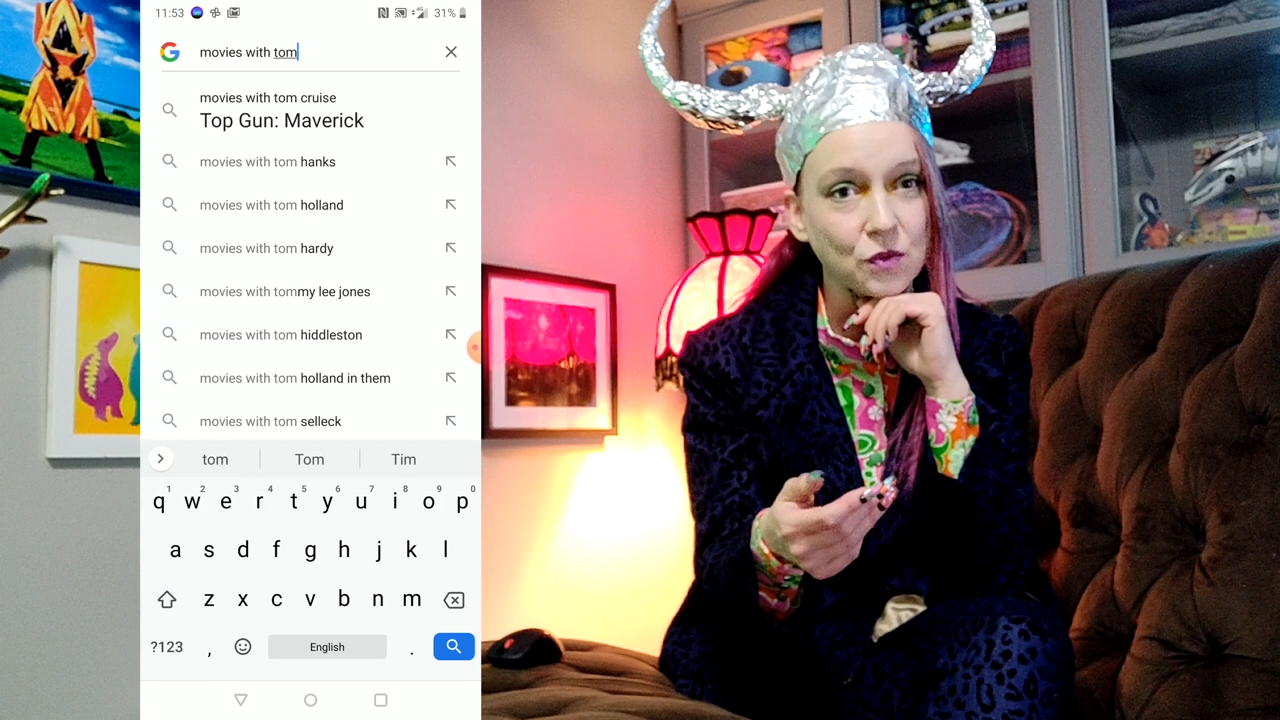 11:53 31%
movies with tom
movies with tom cruise
Top Gun: Maverick
movies with tom hanks
movies with tom holland
movies with tom hardy
movies with tommy lee jones
movies with tom hiddleston
movies with tom holland in them
movies with tom selleck
tom Tom Tim
1 2 3 4 5 6 7 8 9 0
q w e r t y u i o p
a s d f g h j k l
z x c v b n m
?123 , English .